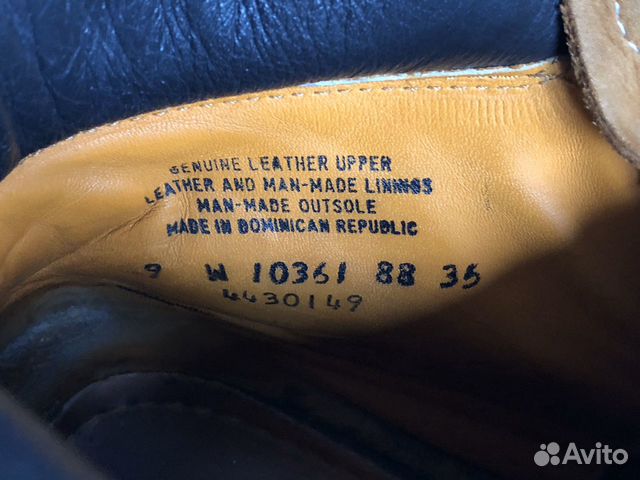 GENUINE LEATHER UPPER
LEATHER AND MAN-MADE LININGS
MAN-MADE OUTSOLE
MADE IN DOMINICAN REPUBLIC
9 W 10361 88 35
4430149
Avito